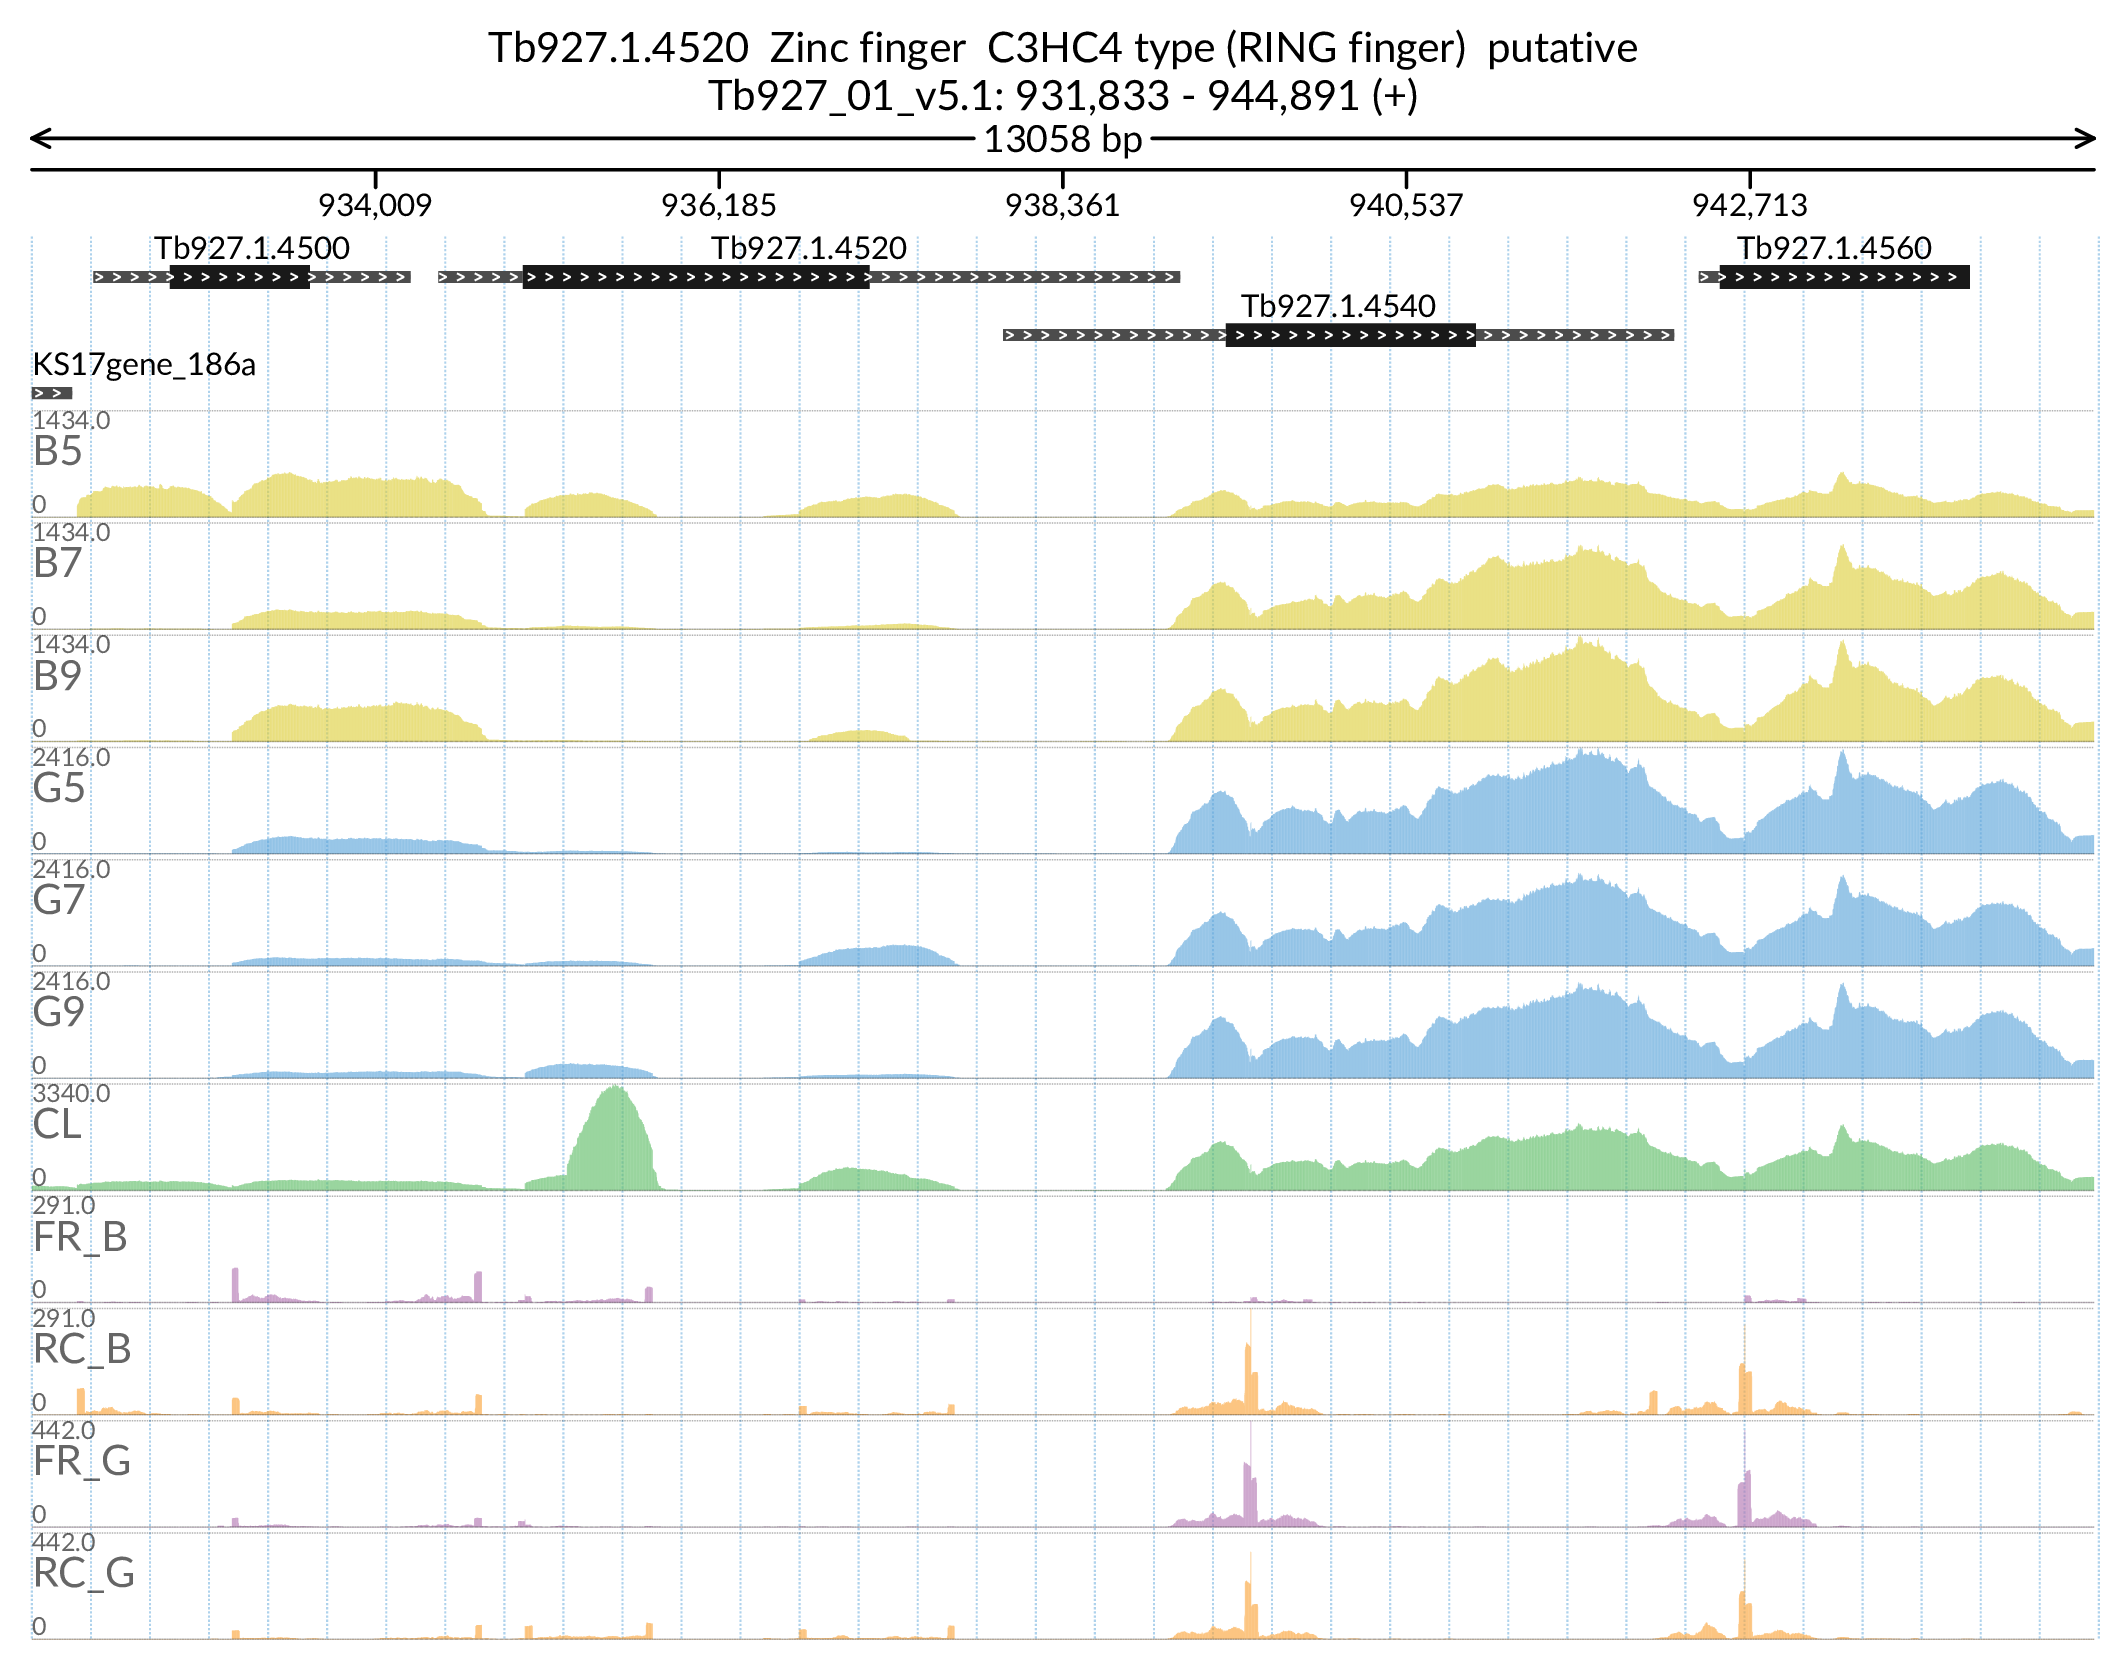 Tb927.1.4520 Zinc finger C3HC4 type (RING finger) putative
Tb927_01_v5.1: 931,833 - 944,891 (+)
13058 bp
934,009 936,185 938,361 940,537 942,713
Tb927.1.4500 Tb927.1.4520 Tb927.1.4560
Tb927.1.4540
KS17gene_186a
1434.0
B5
0
1434.0
B7
0
1434.0
B9
0
2416.0
G5
0
2416.0
G7
0
2416.0
G9
0
3340.0
CL
0
291.0
FR_B
0
291.0
RC_B
0
442.0
FR_G
0
442.0
RC_G
0